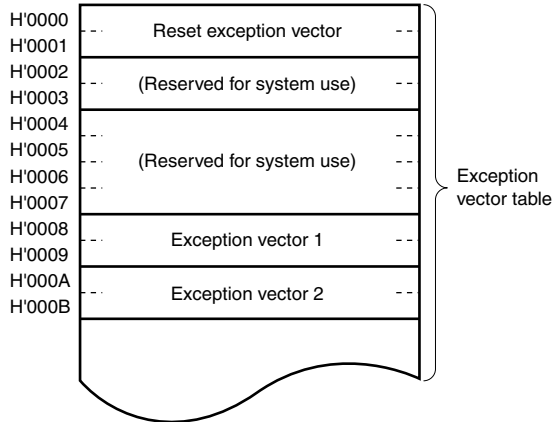 H'0000
H'0001
Reset exception vector
H'0002
H'0003
(Reserved for system use)
H'0004
H'0005
H'0006
H'0007
(Reserved for system use)
H'0008
H'0009
Exception vector 1
H'000A
H'000B
Exception vector 2
Exception
vector table